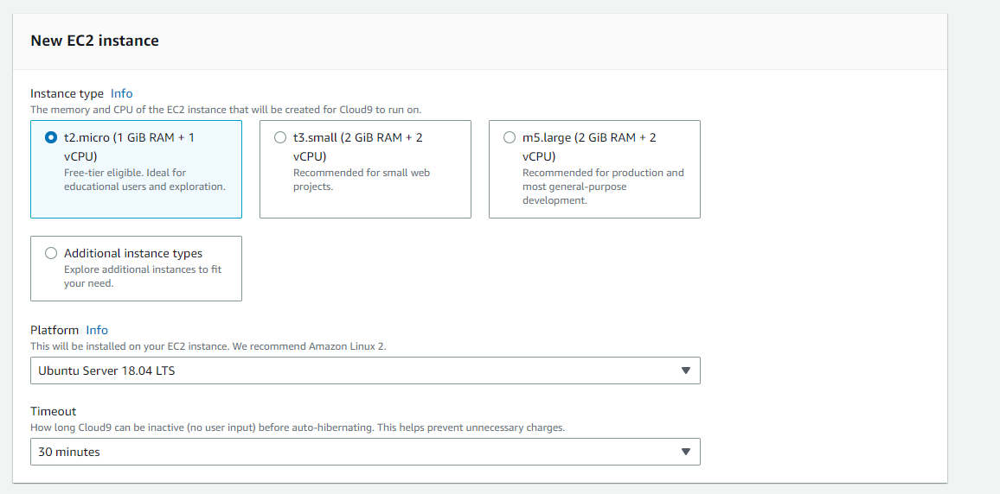 New EC2 instance
Instance type Info
The memory and CPU of the EC2 instance that will be created for Cloud9 to run on.
t2.micro (1 GiB RAM + 1
vCPU)
Free-tier eligible. Ideal for
educational users and exploration.
t3.small (2 GiB RAM + 2
vCPU)
Recommended for small web
projects.
m5.large (2 GiB RAM + 2
vCPU)
Recommended for production and
most general-purpose
development.
Additional instance types
Explore additional instances to fit
your need.
Platform Info
This will be installed on your EC2 instance. We recommend Amazon Linux 2.
Ubuntu Server 18.04 LTS
Timeout
How long Cloud9 can be inactive (no user input) before auto-hibernating. This helps prevent unnecessary charges.
30 minutes